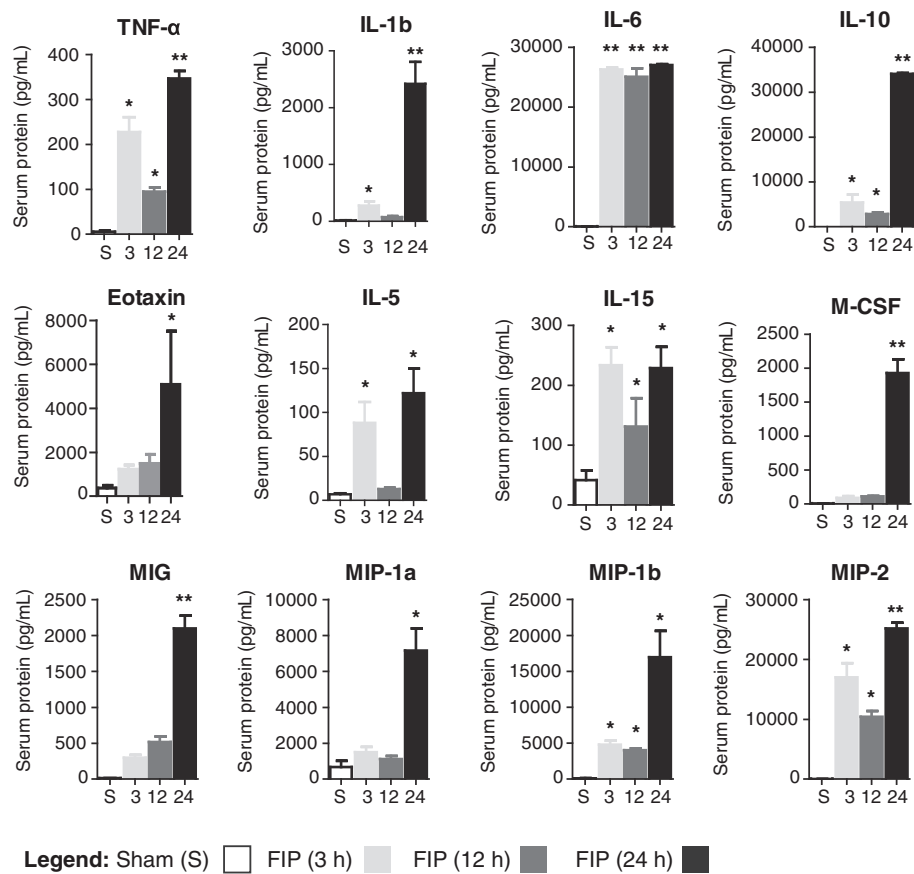 TNF-α
Serum protein (pg/mL)
400
300
200
100
0
* * **
S 3 12 24
IL-1b
Serum protein (pg/mL)
3000
2000
1000
0
* **
S 3 12 24
IL-6
Serum protein (pg/mL)
30000
20000
10000
0
** ** **
S 3 12 24
IL-10
Serum protein (pg/mL)
40000
30000
20000
10000
0
* * **
S 3 12 24
Eotaxin
Serum protein (pg/mL)
8000
6000
4000
2000
0
*
S 3 12 24
IL-5
Serum protein (pg/mL)
200
150
100
50
0
* *
S 3 12 24
IL-15
Serum protein (pg/mL)
300
200
100
0
* * *
S 3 12 24
M-CSF
Serum protein (pg/mL)
2500
2000
1500
1000
500
0
**
S 3 12 24
MIG
Serum protein (pg/mL)
2500
2000
1500
1000
500
0
**
S 3 12 24
MIP-1a
Serum protein (pg/mL)
10000
8000
6000
4000
2000
0
*
S 3 12 24
MIP-1b
Serum protein (pg/mL)
25000
20000
15000
10000
5000
0
* * *
S 3 12 24
MIP-2
Serum protein (pg/mL)
30000
20000
10000
0
* * **
S 3 12 24
Legend: Sham (S) FIP (3 h) FIP (12 h) FIP (24 h)